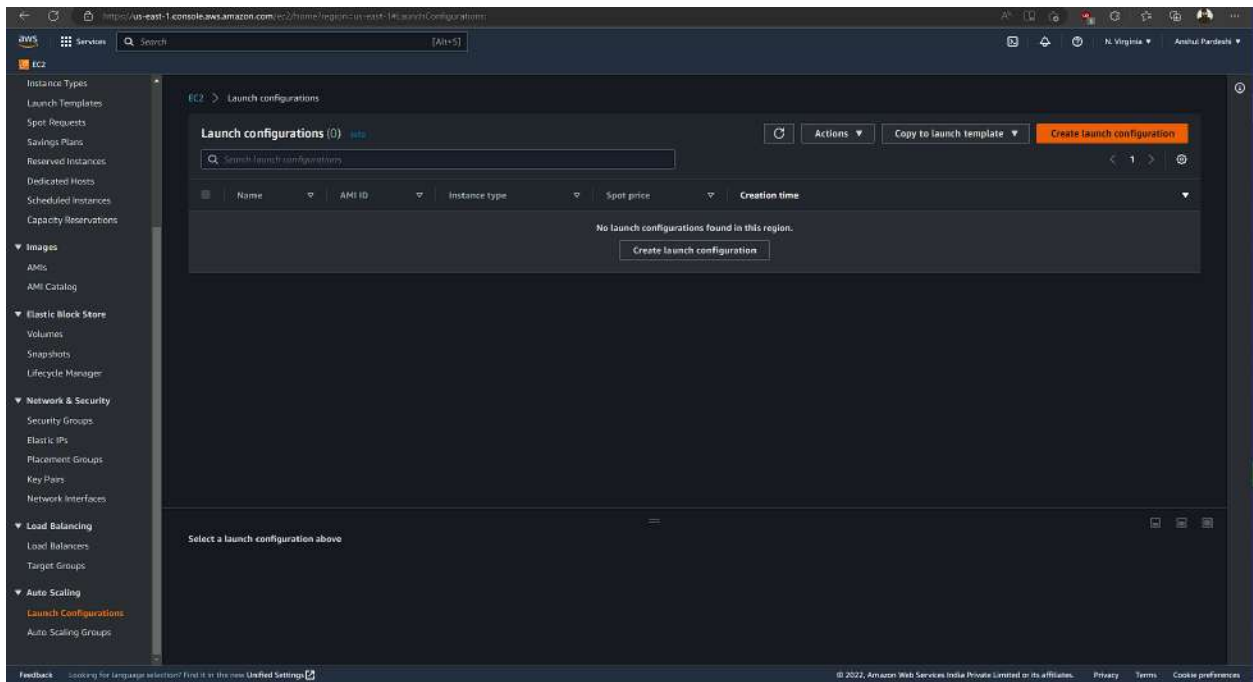 https://us-east-1.console.aws.amazon.com/ec2/home?region=us-east-1#LaunchConfigurations:
aws
Services
Search
[Alt+S]
N. Virginia
Anshul Pardeshi
EC2
Instance Types
Launch Templates
Spot Requests
Savings Plans
Reserved Instances
Dedicated Hosts
Scheduled Instances
Capacity Reservations
Images
AMIs
AMI Catalog
Elastic Block Store
Volumes
Snapshots
Lifecycle Manager
Network & Security
Security Groups
Elastic IPs
Placement Groups
Key Pairs
Network Interfaces
Load Balancing
Load Balancers
Target Groups
Auto Scaling
Launch Configurations
Auto Scaling Groups
EC2 > Launch configurations
Launch configurations (0) Info
Actions
Copy to launch template
Create launch configuration
Search launch configurations
1
Name AMI ID Instance type Spot price Creation time
No launch configurations found in this region.
Create launch configuration
Select a launch configuration above
Feedback Looking for language selection? Find it in the new Unified Settings
© 2022, Amazon Web Services India Private Limited or its affiliates. Privacy Terms Cookie preferences